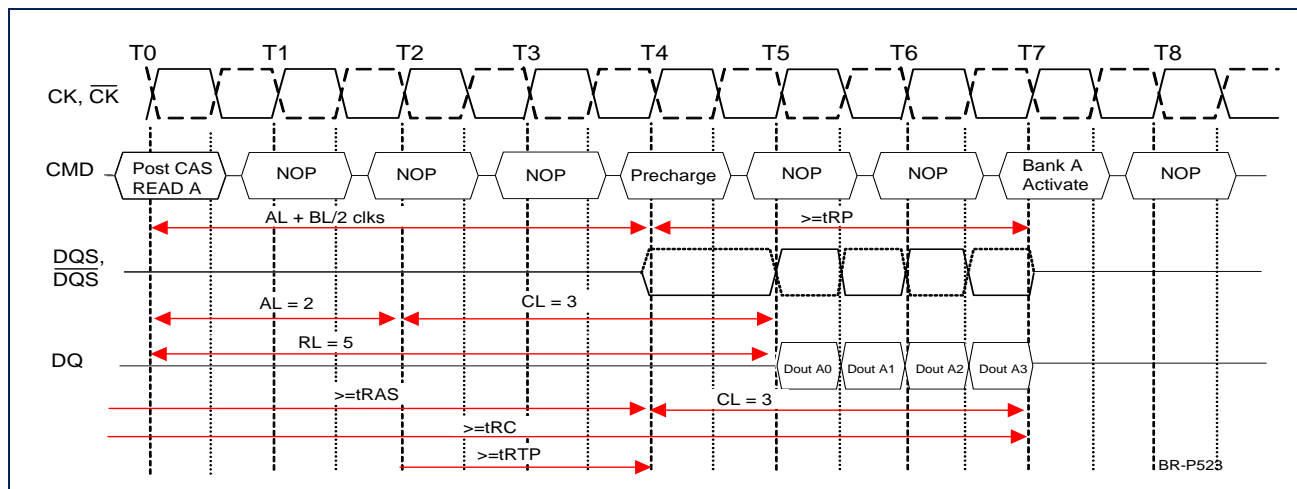 T0 T1 T2 T3 T4 T5 T6 T7 T8
CK, CK
CMD
Post CAS
READ A
NOP
NOP
NOP
Precharge
NOP
NOP
Bank A
Activate
NOP
AL + BL/2 clks
>=tRP
DQS,
DQS
AL = 2
CL = 3
RL = 5
DQ
Dout A0
Dout A1
Dout A2
Dout A3
>=tRAS
CL = 3
>=tRC
>=tRTP
BR-P523